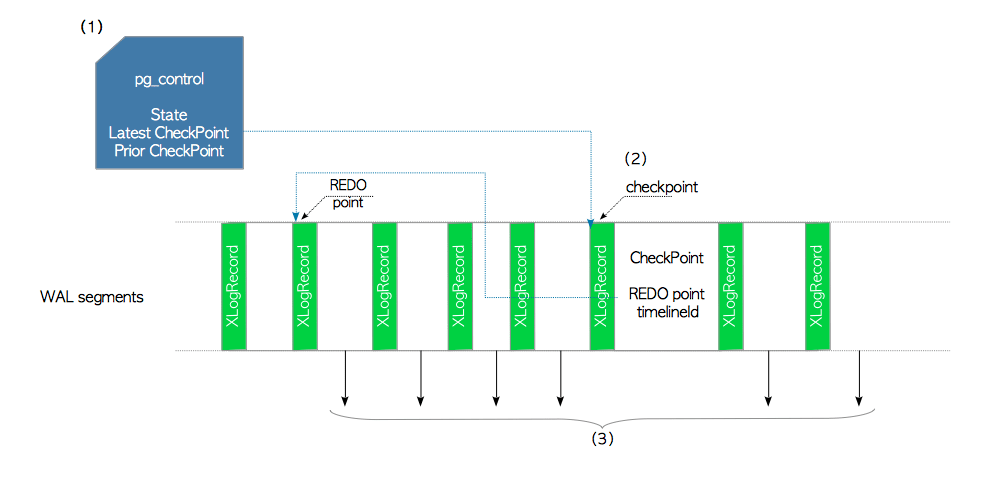 (1)
pg_control
State
Latest CheckPoint
Prior CheckPoint
(2)
REDO
point
checkpoint
WAL segments
XLogRecord
XLogRecord
XLogRecord
XLogRecord
XLogRecord
XLogRecord
CheckPoint
REDO point
timelineId
XLogRecord
XLogRecord
(3)